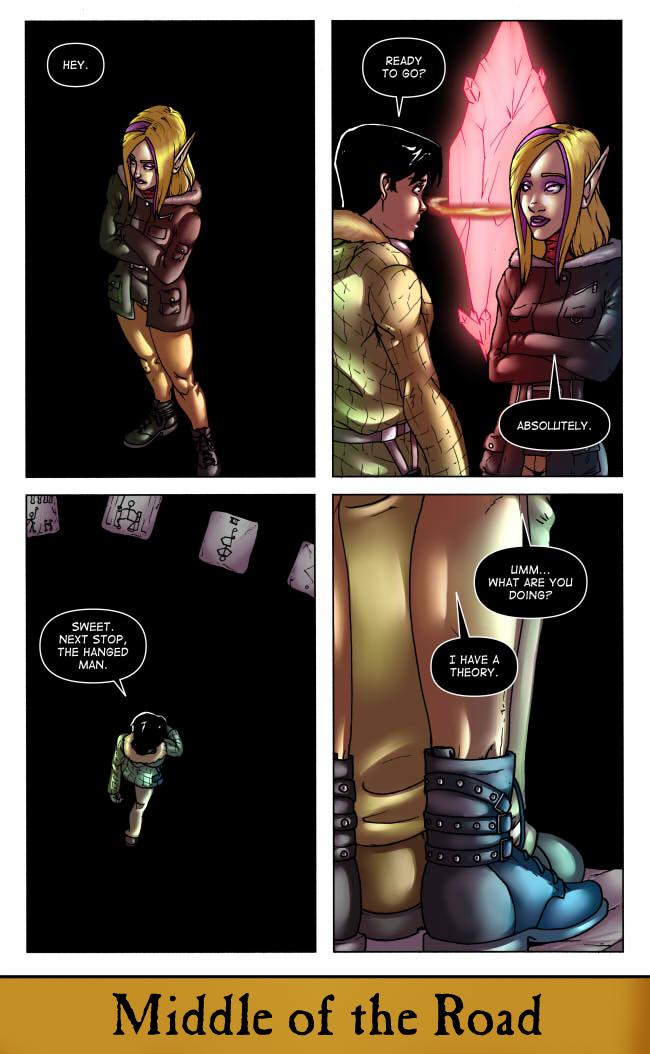 HEY.
READY
TO GO?
ABSOLUTELY.
SWEET.
NEXT STOP,
THE HANGED
MAN.
UMM...
WHAT ARE YOU
DOING?
I HAVE A
THEORY.
Middle of the Road